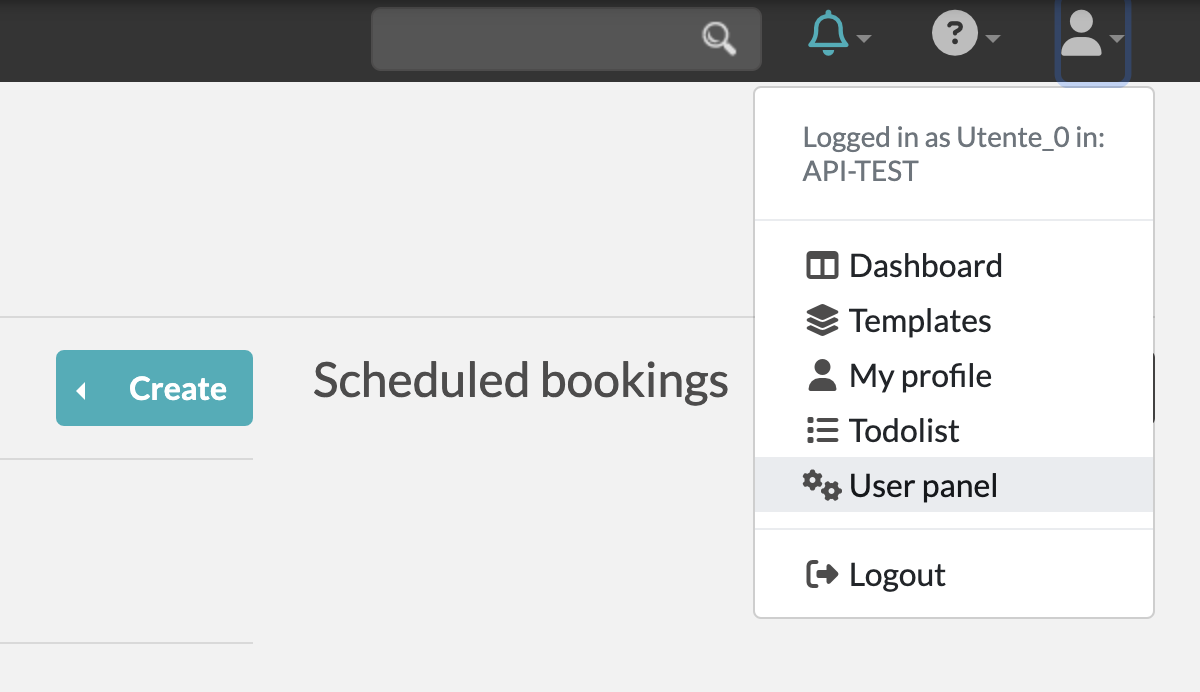 ?
Logged in as Utente_0 in:
API-TEST
Dashboard
Templates
My profile
Todolist
User panel
Logout
Create
Scheduled bookings